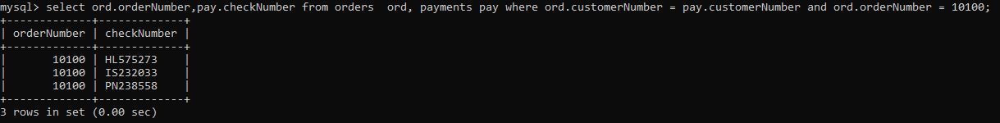 mysql> select ord.orderNumber,pay.checkNumber from orders  ord, payments pay where ord.customerNumber = pay.customerNumber and ord.orderNumber = 10100;
+-------------+-------------+
| orderNumber | checkNumber |
+-------------+-------------+
|       10100 | HL575273    |
|       10100 | IS232033    |
|       10100 | PN238558    |
+-------------+-------------+
3 rows in set (0.00 sec)